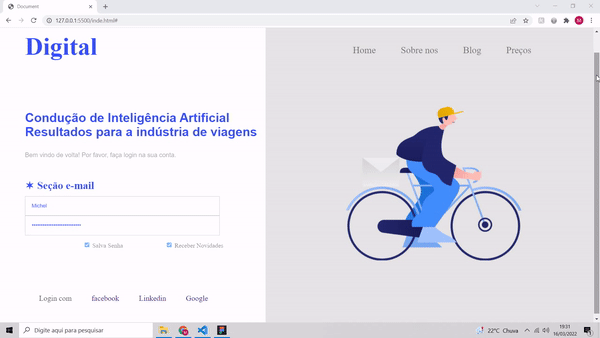 Document
127.0.0.1:5500/inde.html#
M
Digital
Home Sobre nos Blog Preços
Condução de Inteligência Artificial
Resultados para a indústria de viagens
Bem vindo de volta! Por favor, faça login na sua conta.
✶ Seção e-mail
Michel
Salva Senha Receber Novidades
Login com facebook Linkedin Google
Digite aqui para pesquisar
22°C Chuva
19:31
16/03/2022